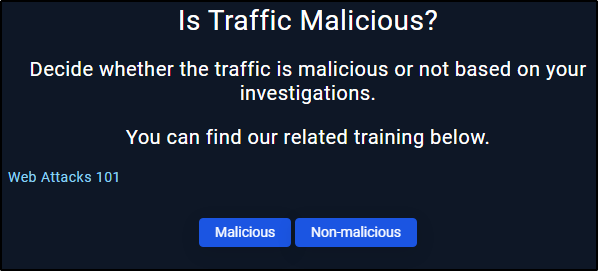 Is Traffic Malicious?
Decide whether the traffic is malicious or not based on your
investigations.
You can find our related training below.
Web Attacks 101
Malicious
Non-malicious